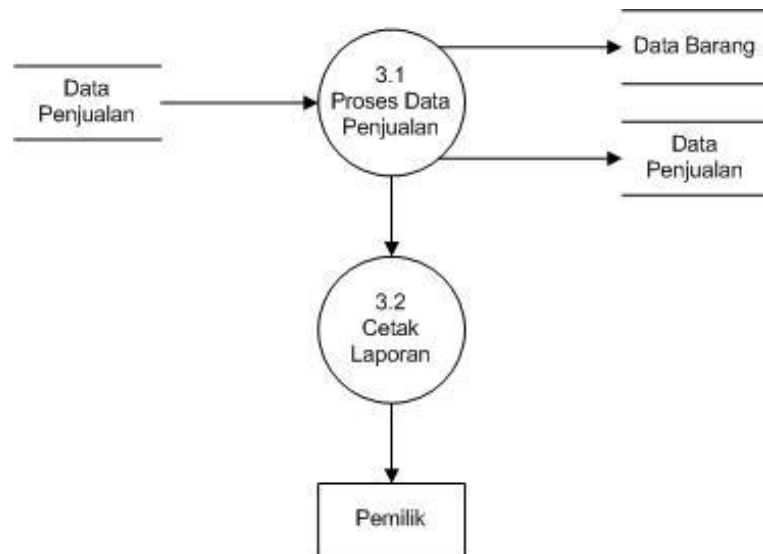 Data
Penjualan
3.1
Proses Data
Penjualan
Data Barang
Data
Penjualan
3.2
Cetak
Laporan
Pemilik